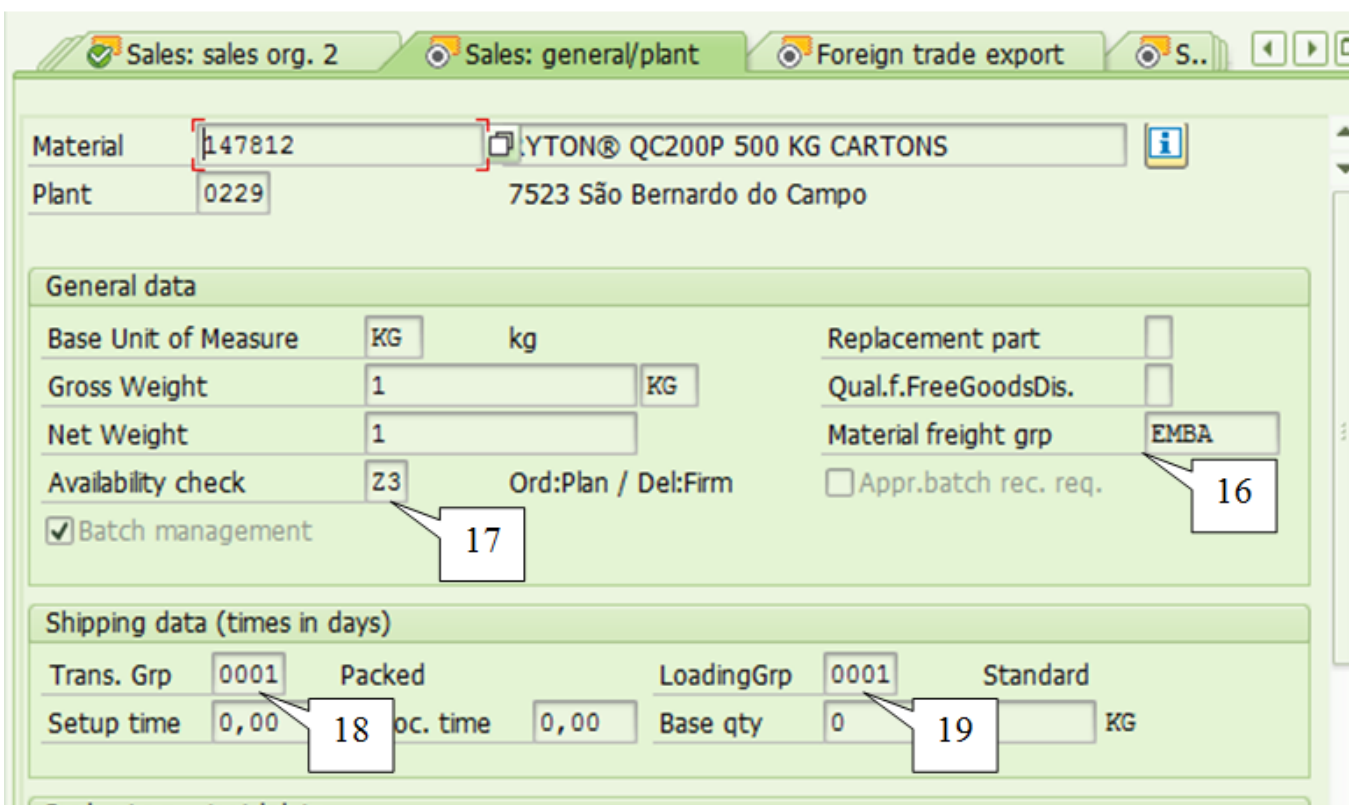 Sales: sales org. 2 Sales: general/plant Foreign trade export S..
Material 147812 YTON® QC200P 500 KG CARTONS
Plant 0229 7523 São Bernardo do Campo
General data
Base Unit of Measure KG kg Replacement part
Gross Weight 1 KG Qual.f.FreeGoodsDis.
Net Weight 1 Material freight grp EMBA
Availability check Z3 Ord:Plan / Del:Firm Appr.batch rec. req. 16
Batch management 17
Shipping data (times in days)
Trans. Grp 0001 Packed LoadingGrp 0001 Standard
Setup time 0,00 18 oc. time 0,00 Base qty 0 19 KG